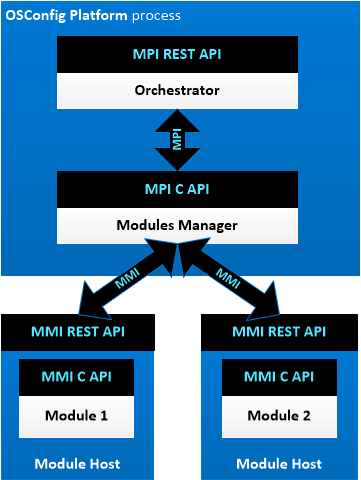 OSConfig Platform process
MPI REST API
Orchestrator
MPI
MPI C API
Modules Manager
MMI
MMI
MMI REST API
MMI C API
Module 1
Module Host
MMI REST API
MMI C API
Module 2
Module Host